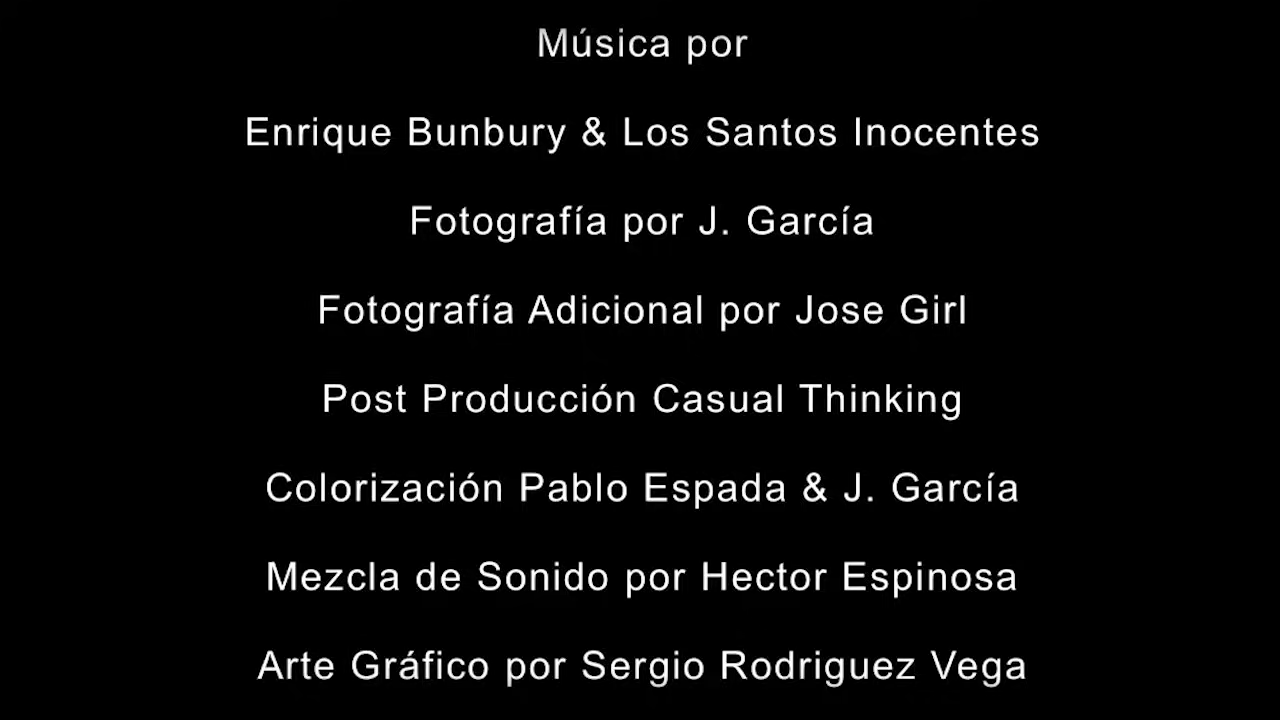 Música por
Enrique Bunbury & Los Santos Inocentes
Fotografía por J. García
Fotografía Adicional por Jose Girl
Post Producción Casual Thinking
Colorización Pablo Espada & J. García
Mezcla de Sonido por Hector Espinosa
Arte Gráfico por Sergio Rodriguez Vega